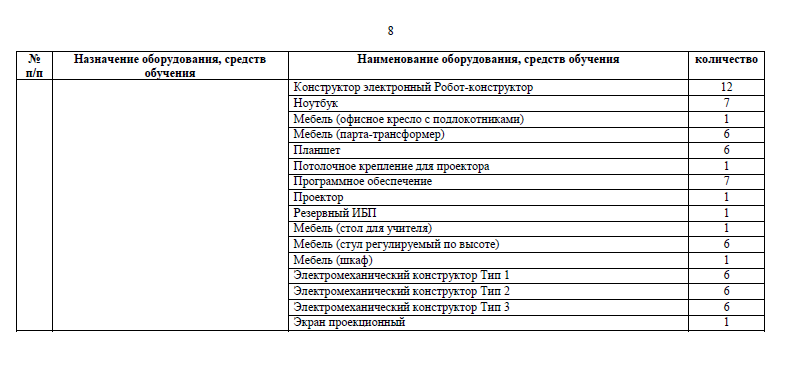 8
№ п/п Назначение оборудования, средств обучения Наименование оборудования, средств обучения количество
Конструктор электронный Робот-конструктор 12
Ноутбук 7
Мебель (офисное кресло с подлокотниками) 1
Мебель (парта-трансформер) 6
Планшет 6
Потолочное крепление для проектора 1
Программное обеспечение 7
Проектор 1
Резервный ИБП 1
Мебель (стол для учителя) 1
Мебель (стул регулируемый по высоте) 6
Мебель (шкаф) 1
Электромеханический конструктор Тип 1 6
Электромеханический конструктор Тип 2 6
Электромеханический конструктор Тип 3 6
Экран проекционный 1